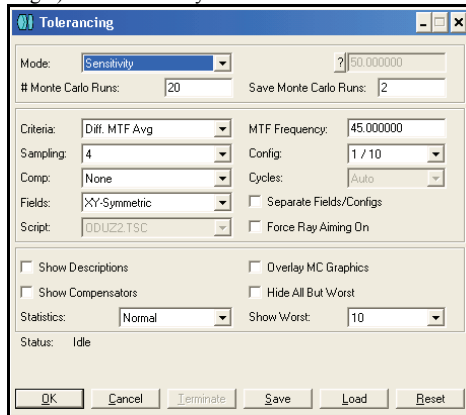 Tolerancing
Mode: Sensitivity ? 50.000000
# Monte Carlo Runs: 20 Save Monte Carlo Runs: 2
Criteria: Diff. MTF Avg MTF Frequency: 45.000000
Sampling: 4 Config: 1 / 10
Comp: None Cycles: Auto
Fields: XY-Symmetric Separate Fields/Configs
Script: ODUZ2.TSC Force Ray Aiming On
Show Descriptions Overlay MC Graphics
Show Compensators Hide All But Worst
Statistics: Normal Show Worst: 10
Status: Idle
OK Cancel Terminate Save Load Reset